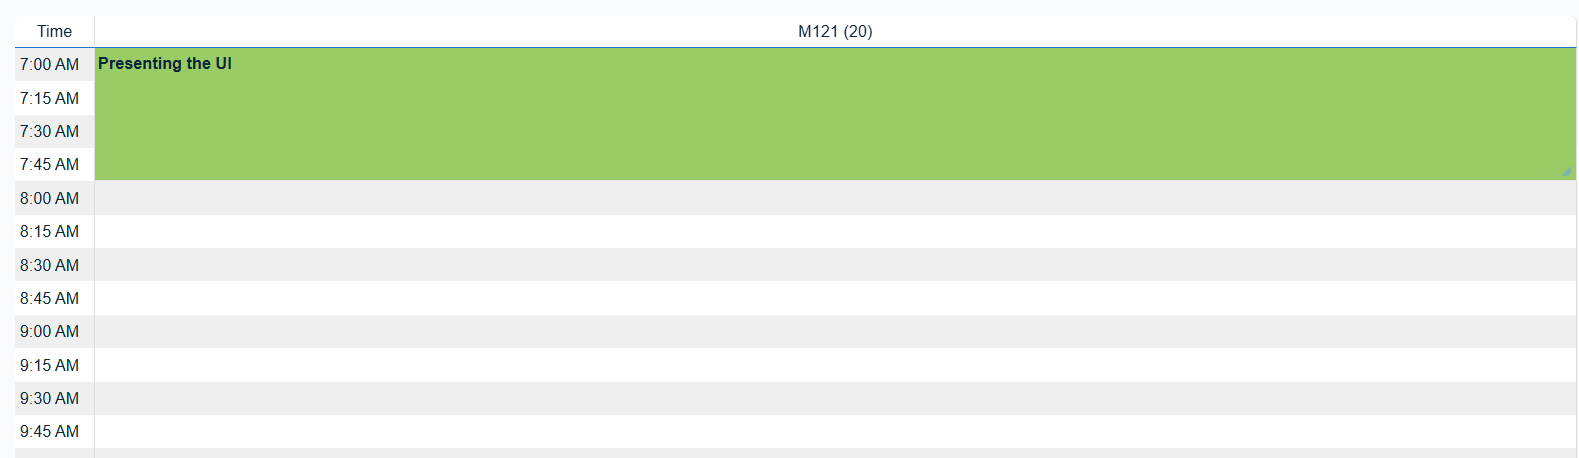 Time M121 (20)
7:00 AM Presenting the UI
7:15 AM
7:30 AM
7:45 AM
8:00 AM
8:15 AM
8:30 AM
8:45 AM
9:00 AM
9:15 AM
9:30 AM
9:45 AM